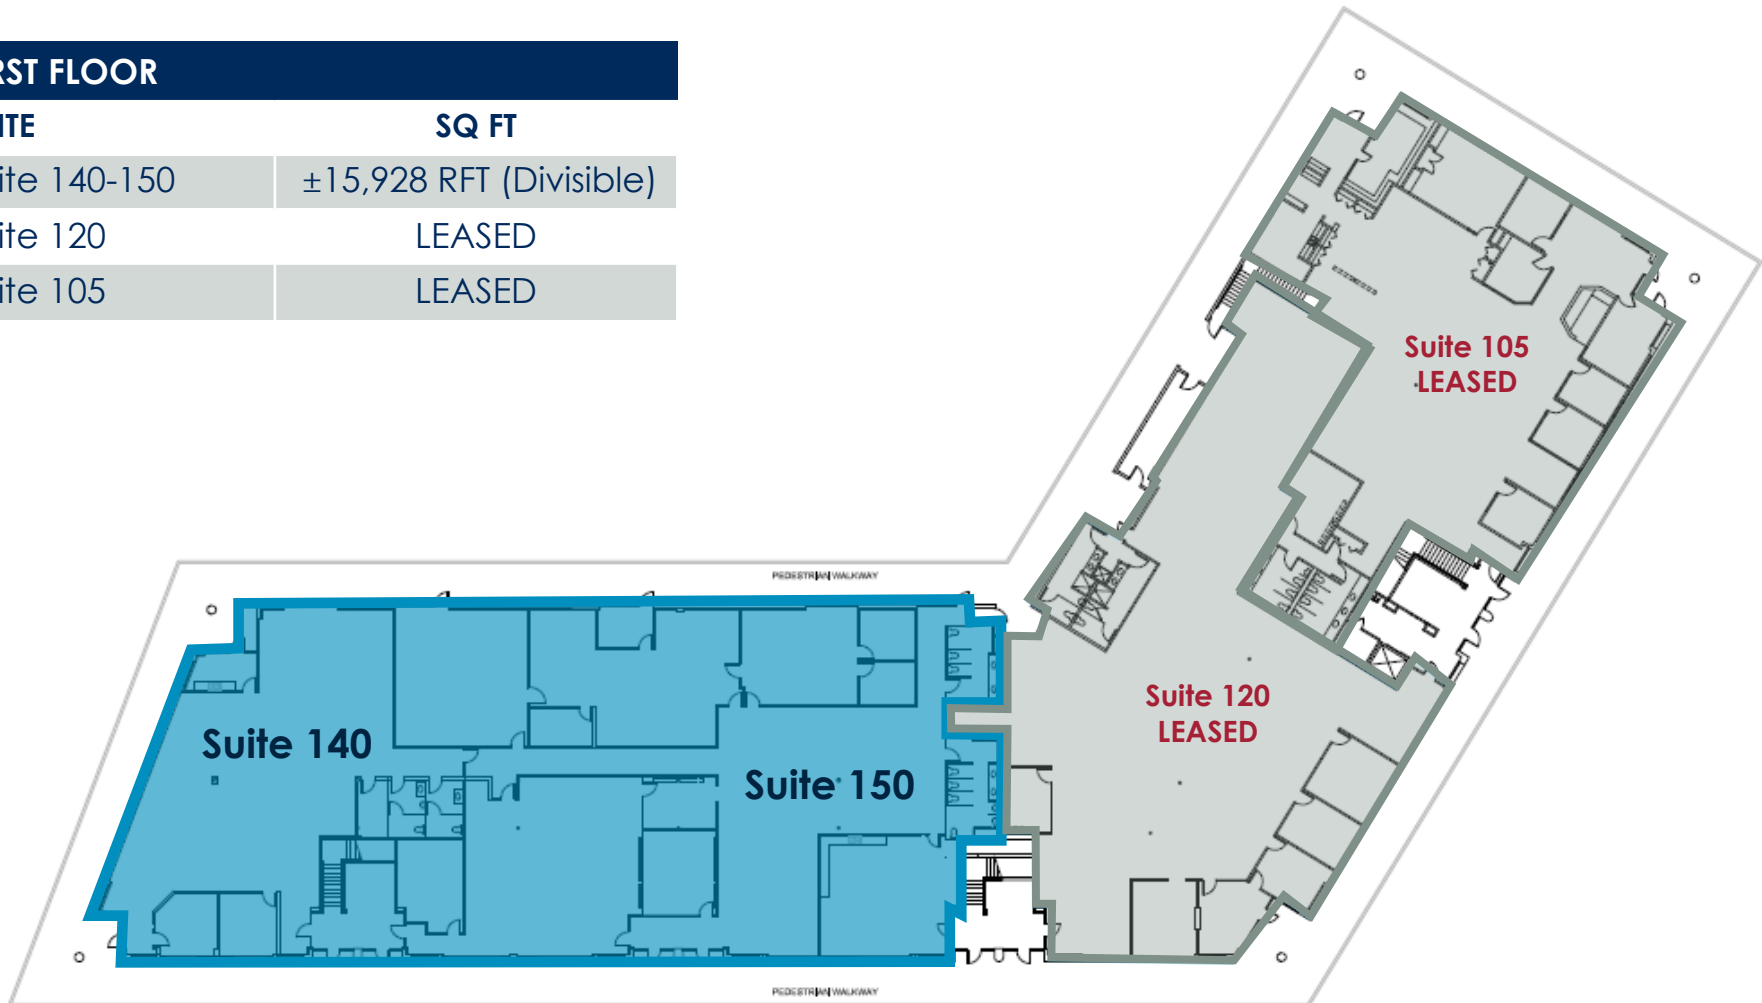 RST FLOOR
ITE SQ FT
ite 140-150 ±15,928 RFT (Divisible)
ite 120 LEASED
ite 105 LEASED
Suite 105
LEASED
PEDESTRIAN WALKWAY
Suite 120
LEASED
Suite 140
Suite 150
PEDESTRIAN WALKWAY